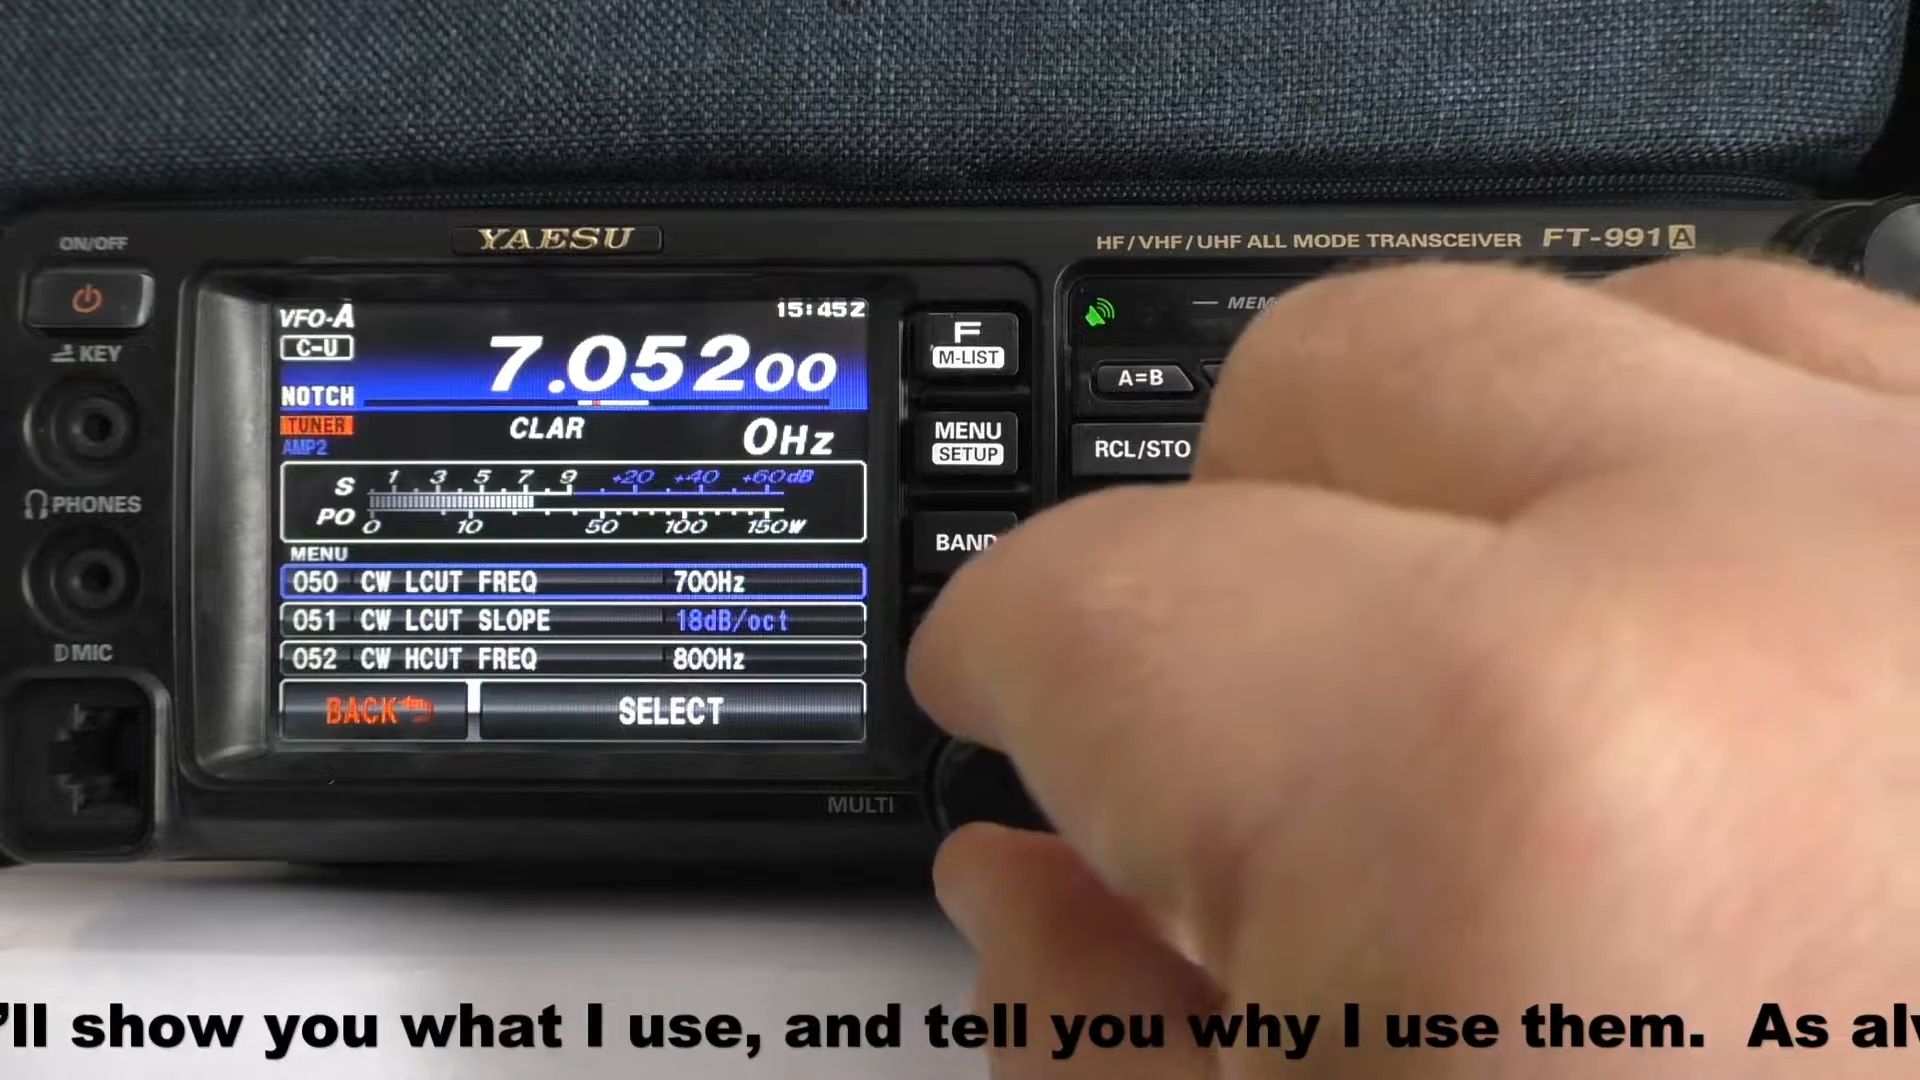 ON/OFF
YAESU
HF/VHF/UHF ALL MODE TRANSCEIVER FT-991A
VFO-A
15:45Z
C-U
7.05200
NOTCH
TUNER
CLAR
0Hz
AMP2
S 1 3 5 7 9 +20 +40 +60dB
PO 0 10 50 100 150W
MENU
050 CW LCUT FREQ 700Hz
051 CW LCUT SLOPE 18dB/oct
052 CW HCUT FREQ 800Hz
BACK
SELECT
KEY
PHONES
MIC
F
M-LIST
MENU
SETUP
BAND
MULTI
A=B
RCL/STO
'll show you what I use, and tell you why I use them. As